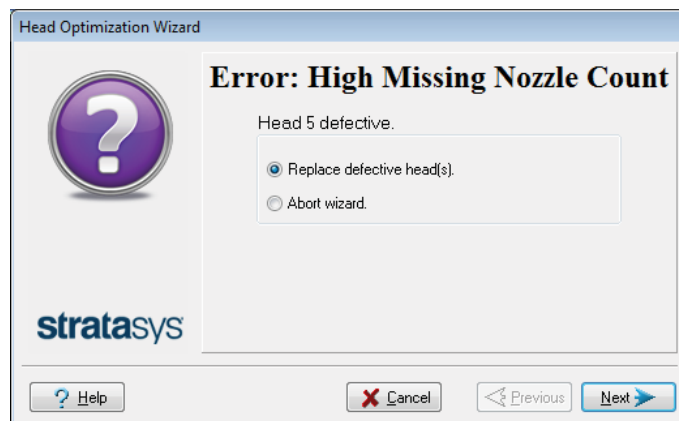 Head Optimization Wizard
Error: High Missing Nozzle Count
Head 5 defective.
Replace defective head(s).
Abort wizard.
stratasys
? Help
Cancel
Previous
Next